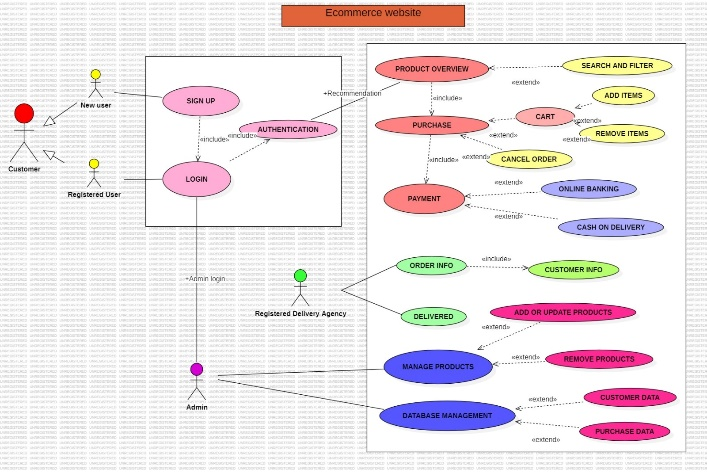 Ecommerce website
PRODUCT OVERVIEW
SEARCH AND FILTER
«extend»
New user
SIGN UP
+Recommendation
«include»
ADD ITEMS
CART
«extend»
Customer
AUTHENTICATION
«include»
«include»
PURCHASE
«extend»
REMOVE ITEMS
«extend»
Registered User
LOGIN
«include»
«extend»
CANCEL ORDER
PAYMENT
«extend»
ONLINE BANKING
«extend»
CASH ON DELIVERY
+Admin login
ORDER INFO
«include»
CUSTOMER INFO
Registered Delivery Agency
DELIVERED
ADD OR UPDATE PRODUCTS
«extend»
MANAGE PRODUCTS
«extend»
REMOVE PRODUCTS
Admin
DATABASE MANAGEMENT
«extend»
CUSTOMER DATA
«extend»
PURCHASE DATA